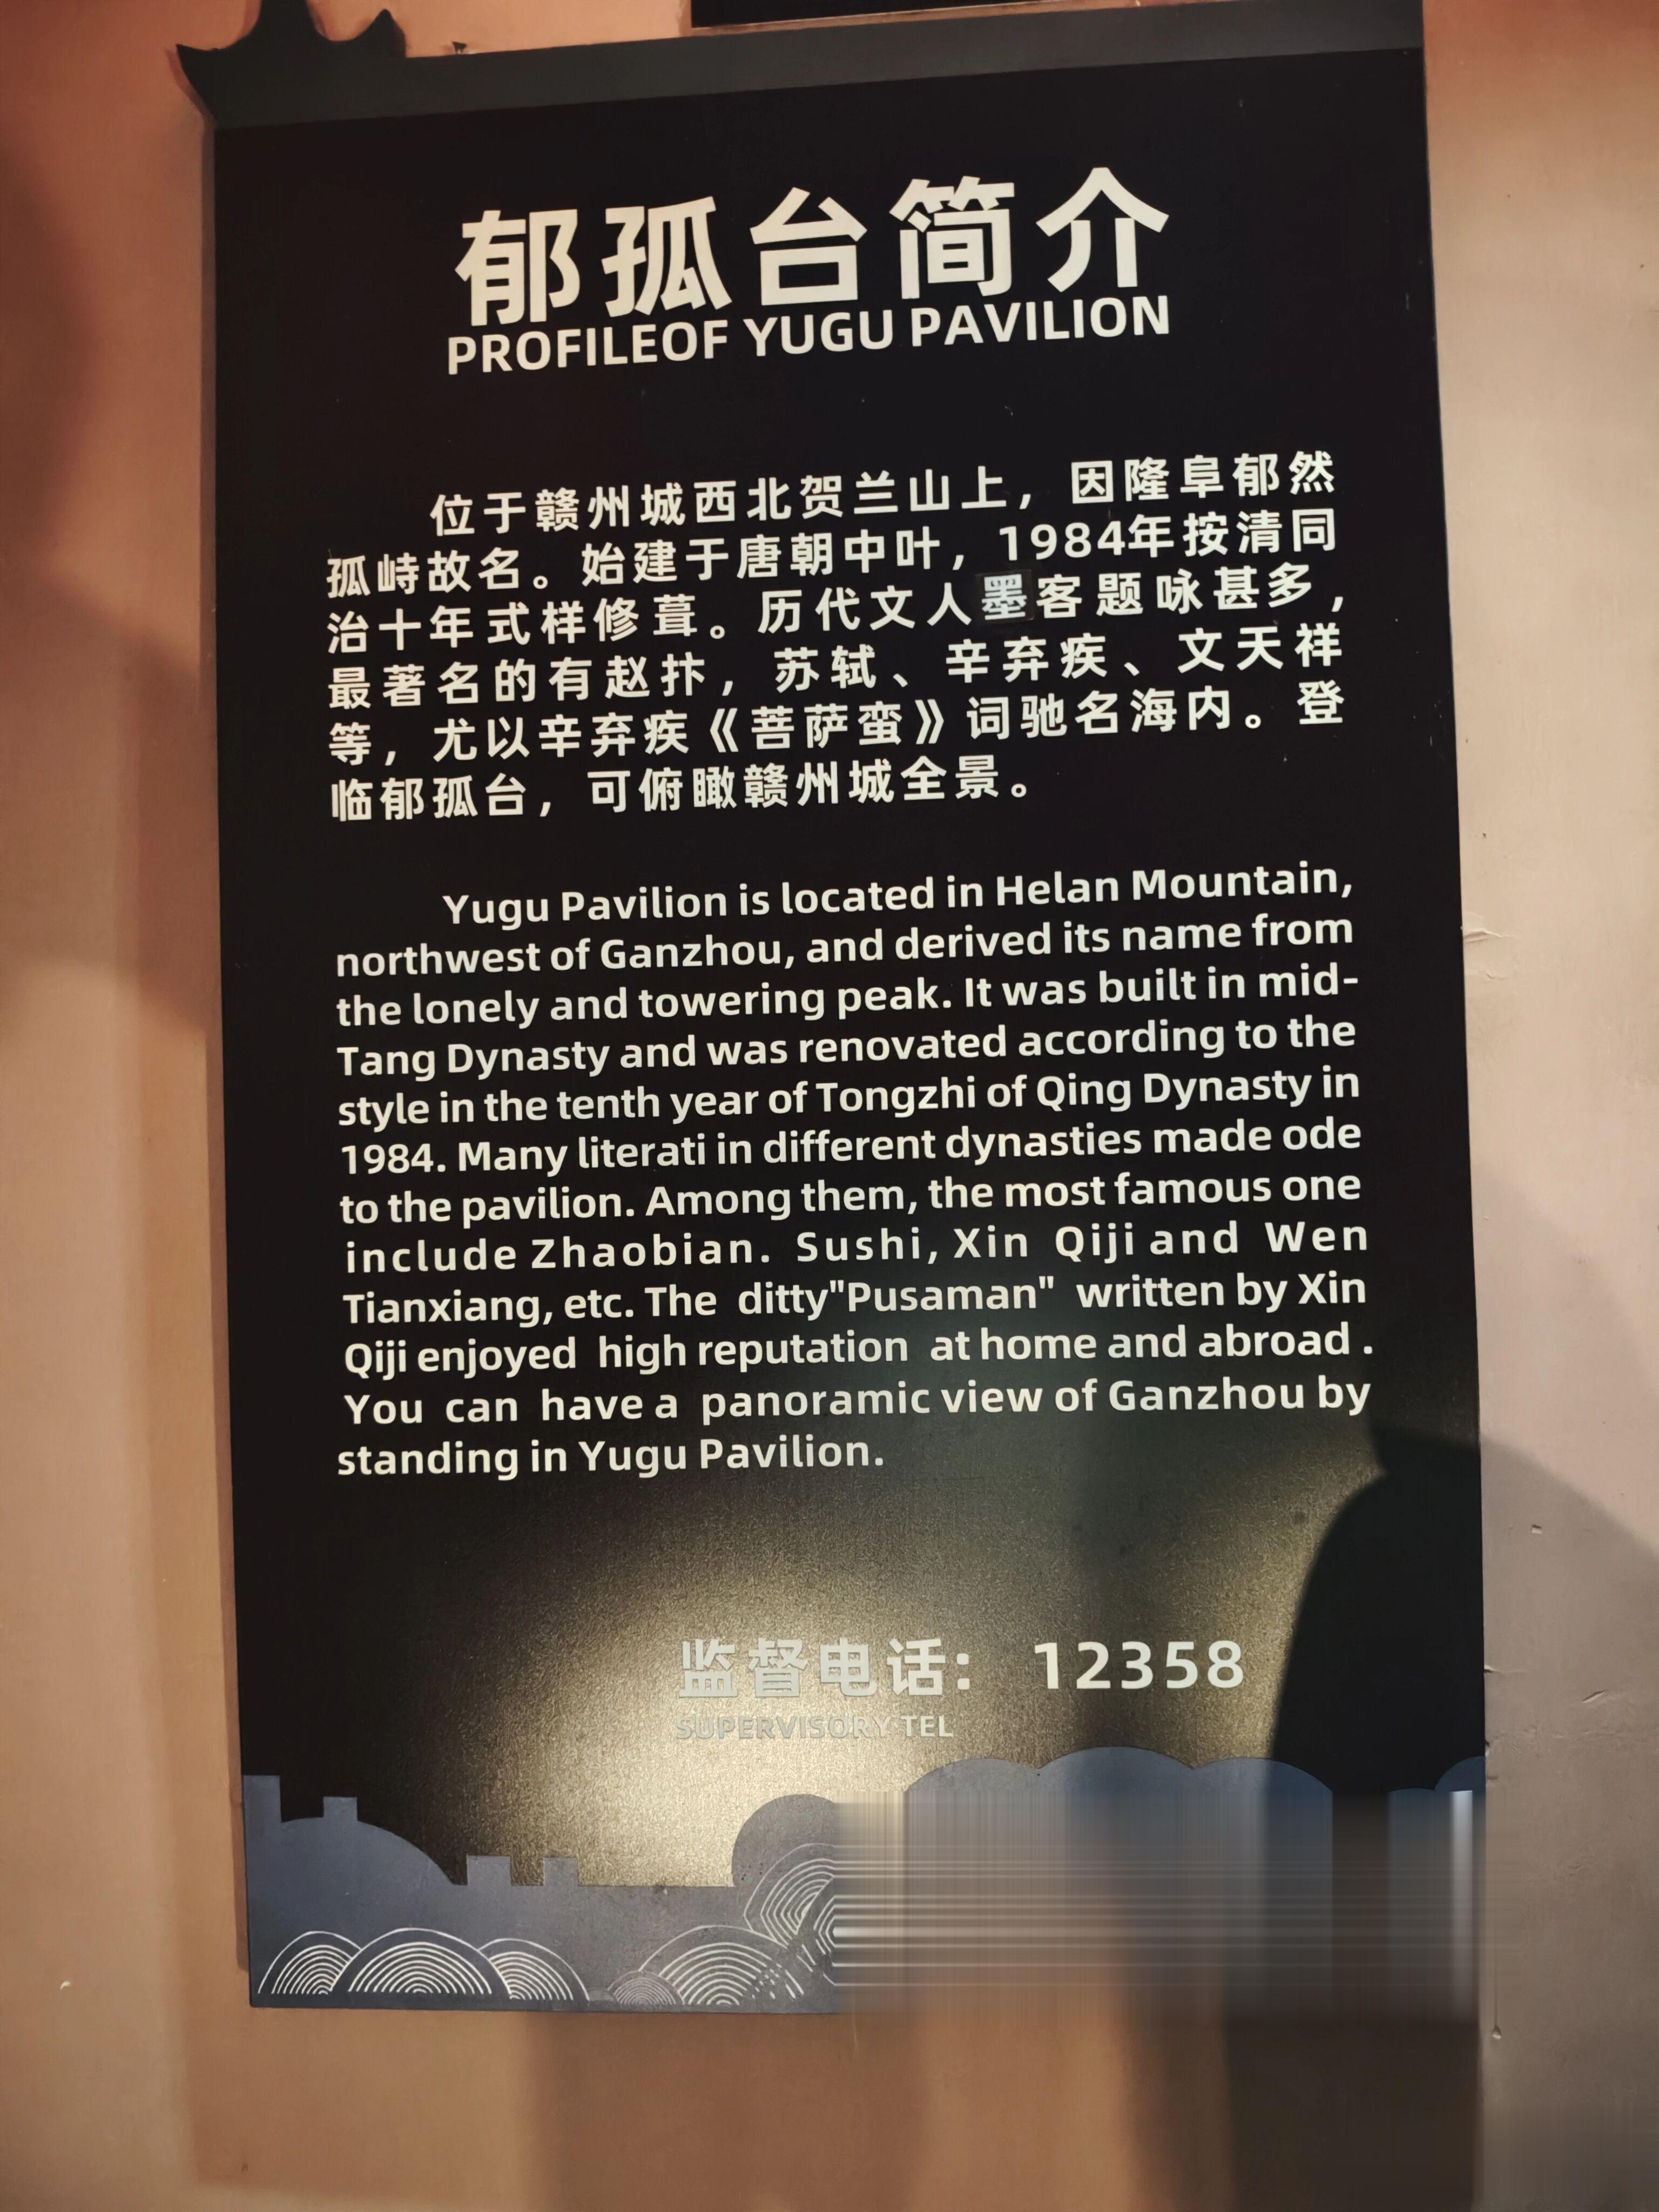 郁孤台简介
PROFILEOF YUGU PAVILION
位于赣州城西北贺兰山上，因隆阜郁然
孤峙故名。始建于唐朝中叶，1984年按清同
治十年式样修葺。历代文人墨客题咏甚多，
最著名的有赵抃，苏轼、辛弃疾、文天祥
等，尤以辛弃疾《菩萨蛮》词驰名海内。登
临郁孤台，可俯瞰赣州城全景。
Yugu Pavilion is located in Helan Mountain,
northwest of Ganzhou, and derived its name from
the lonely and towering peak. It was built in mid-
Tang Dynasty and was renovated according to the
style in the tenth year of Tongzhi of Qing Dynasty in
1984. Many literati in different dynasties made ode
to the pavilion. Among them, the most famous one
include Zhaobian. Sushi, Xin Qiji and Wen
Tianxiang, etc. The ditty"Pusaman" written by Xin
Qiji enjoyed high reputation at home and abroad .
You can have a panoramic view of Ganzhou by
standing in Yugu Pavilion.
监督电话： 12358
SUPERVISORY TEL